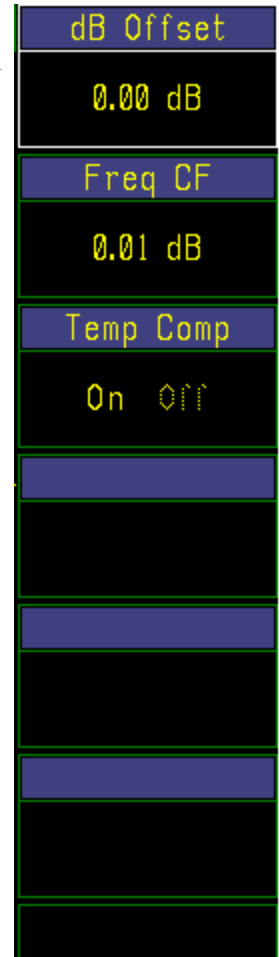 dB Offset
0.00 dB
Freq CF
0.01 dB
Temp Comp
On Off